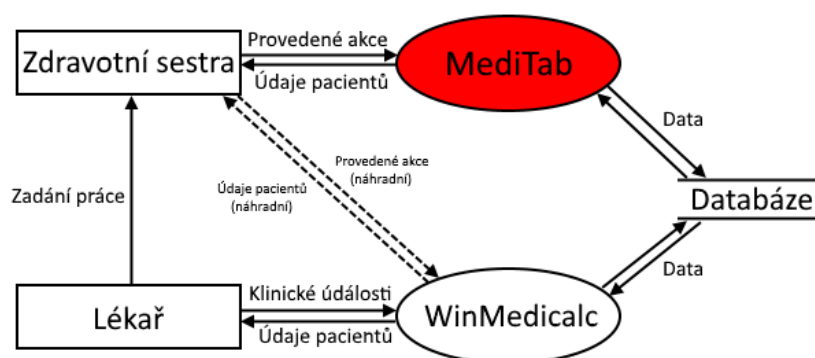 Provedené akce
Zdravotní sestra
MediTab
Údaje pacientů
Data
Provedené akce
(náhradní)
Údaje pacientů
(náhradní)
Zadání práce
Databáze
Data
Klinické údálosti
Lékař
WinMedicalc
Údaje pacientů